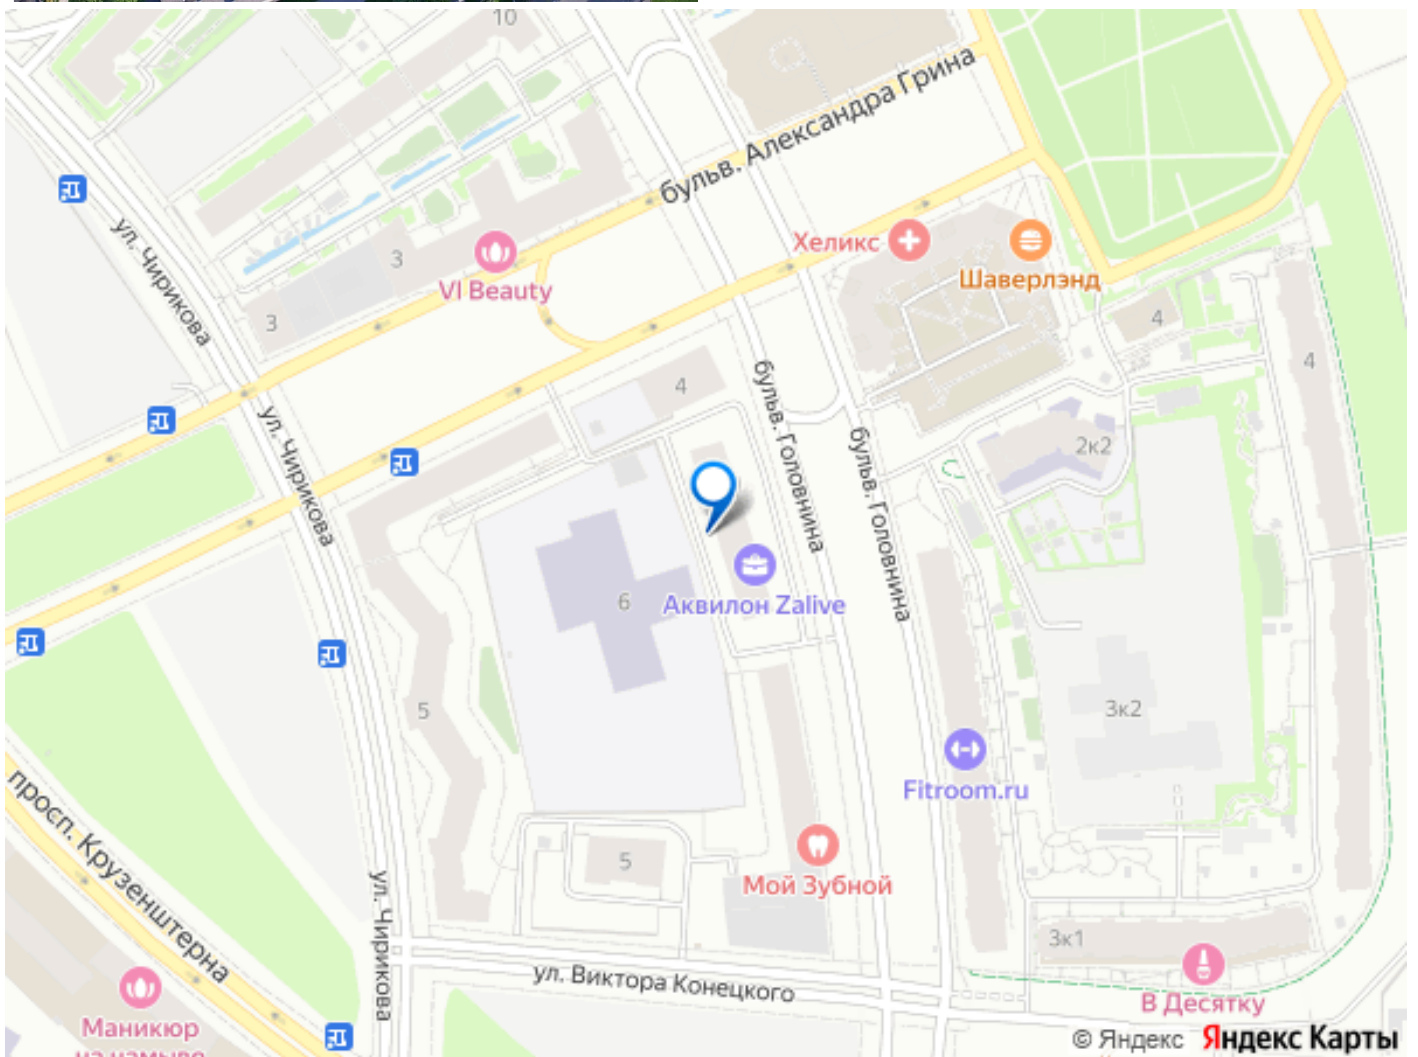 10
бульв. Александра Грина
ул. Чирикова
Хеликс
Шаверлэнд
3
VI Beauty
3
4
4
4
бульв. Головнина
ул. Чирикова
бульв. Головнина
2к2
6
Аквилон Zalive
5
3к2
Fitroom.ru
просп. Крузенштерна
5
Мой Зубной
ул. Чирикова
3к1
ул. Виктора Конецкого
В Десятку
Маникюр
на намыве
© Яндекс Яндекс Карты